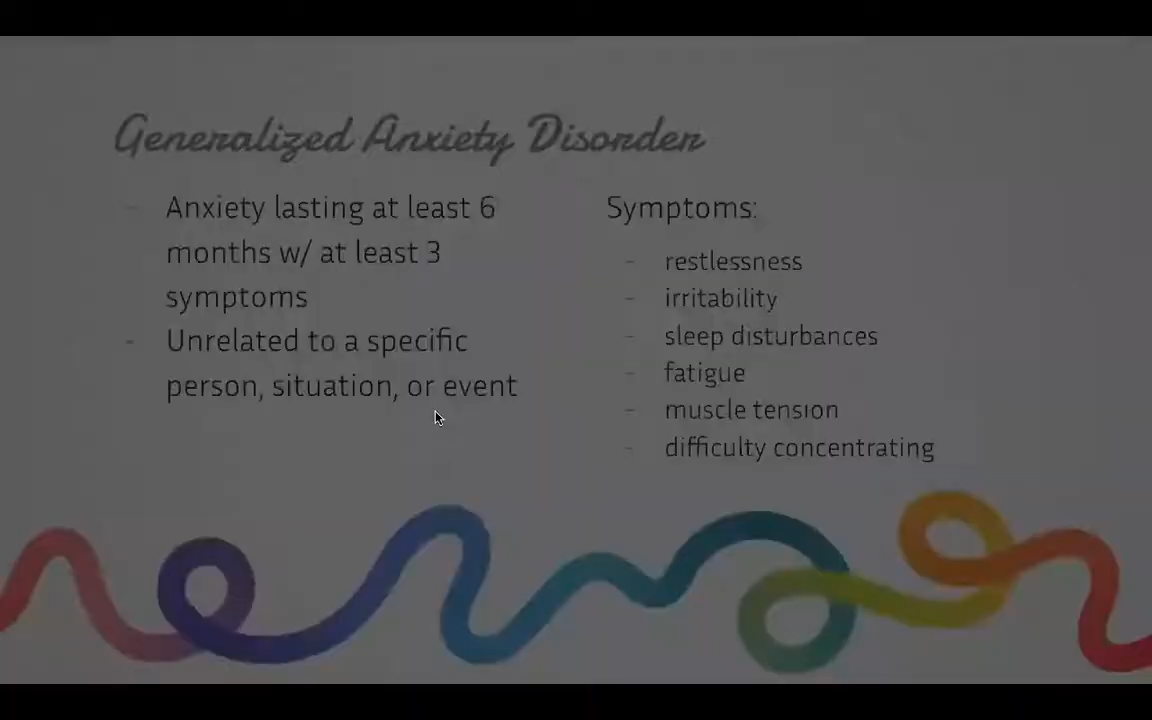 Generalized Anxiety Disorder
- Anxiety lasting at least 6
months w/ at least 3
symptoms
- Unrelated to a specific
person, situation, or event
Symptoms:
- restlessness
- irritability
- sleep disturbances
- fatigue
- muscle tension
- difficulty concentrating